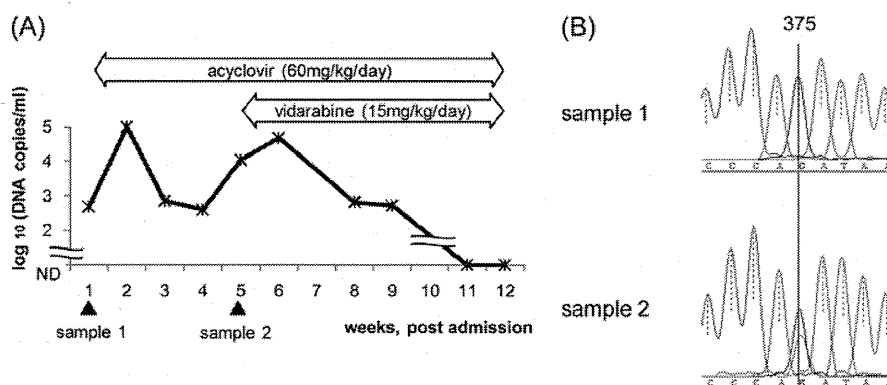 (A)
acyclovir (60mg/kg/day)
vidarabine (15mg/kg/day)
log 10 (DNA copies/ml)
5
4
3
2
ND
1 2 3 4 5 6 7 8 9 10 11 12
sample 1
sample 2
weeks, post admission
(B)
375
sample 1
C C C A C A T A A
sample 2
C C C A K A T A